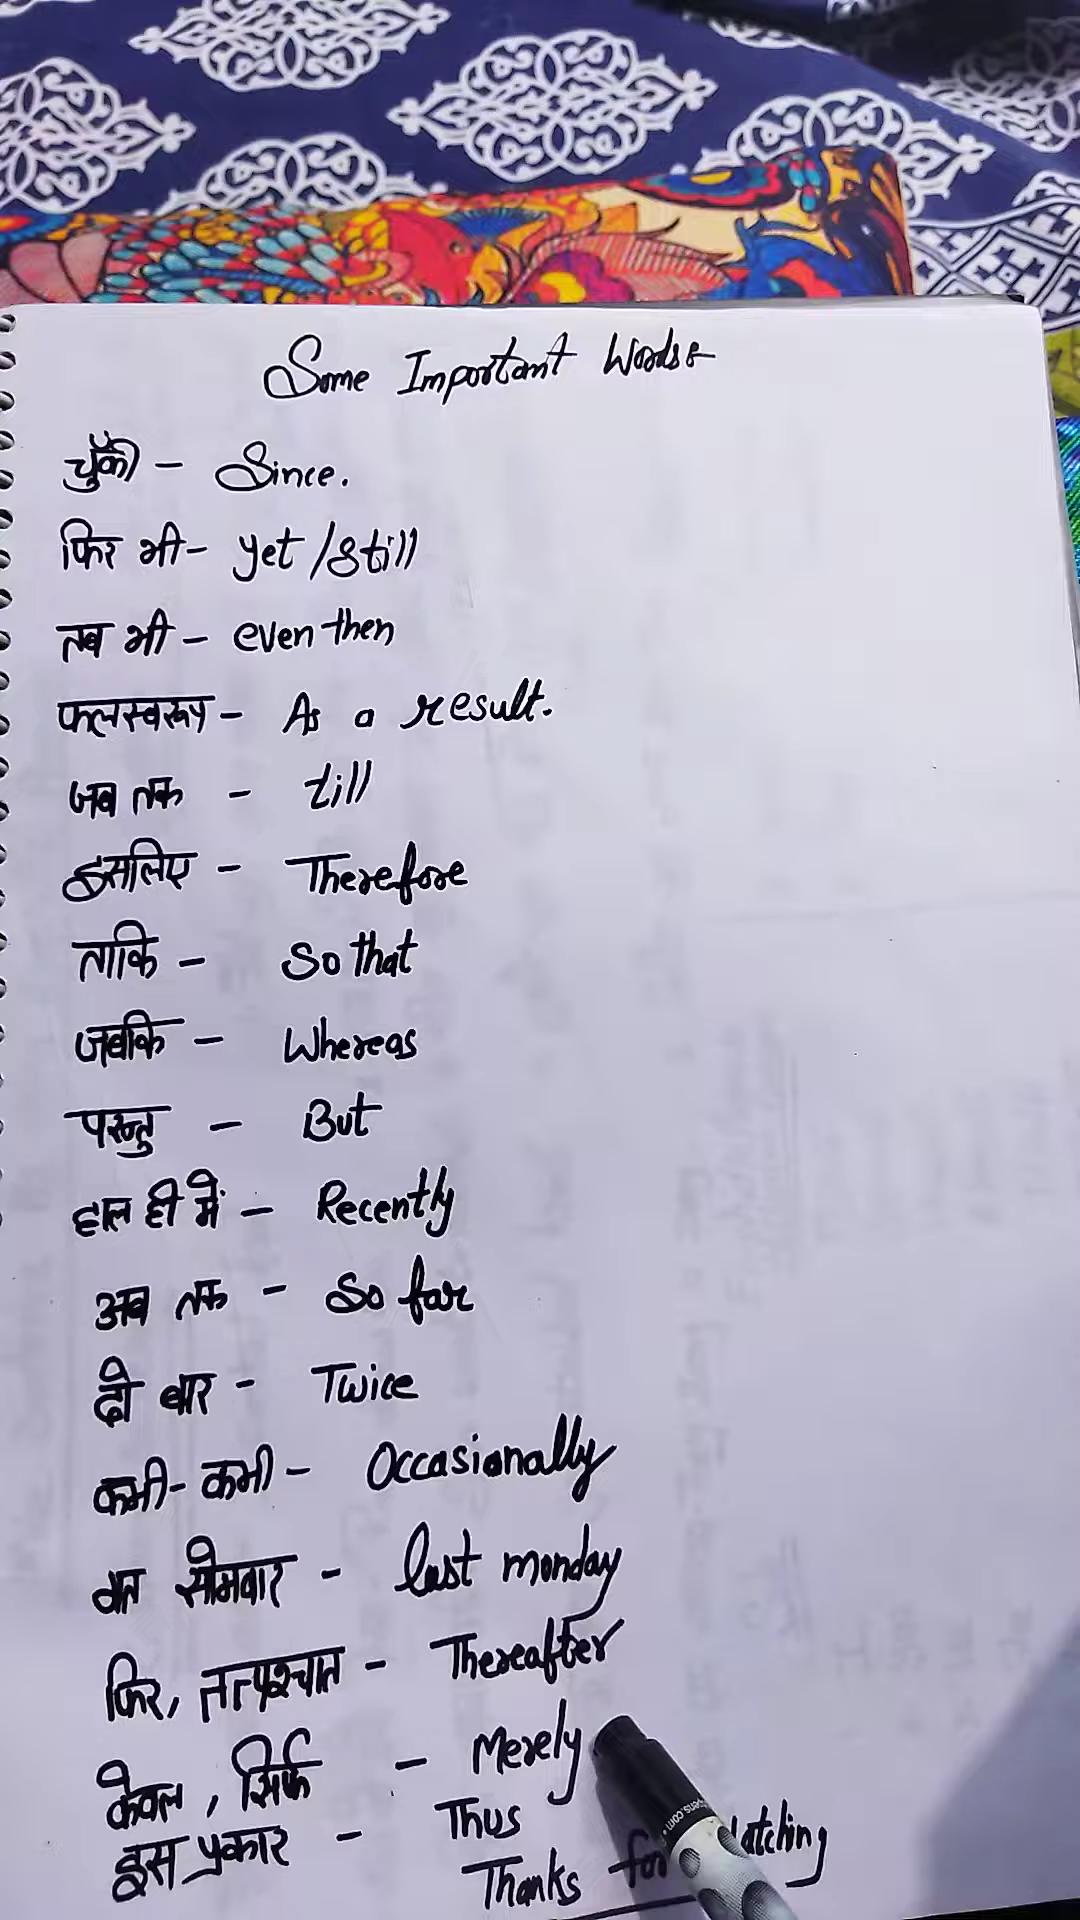 Some Important Words
चुँकी - Since.
फिर भी - yet/still
तब भी - even then
फलस्वरूप - As a result.
जब तक - till
इसलिए - Therefore
ताकि - So that
जबकि - Whereas
परन्तु - But
हाल ही में - Recently
अब तक - So far
दो बार - Twice
कभी-कभी - Occasionally
गत सोमवार - last monday
फिर, तत्पश्चात - Thereafter
केवल, सिर्फ - Merely
इस प्रकार - Thus
Thanks for watching